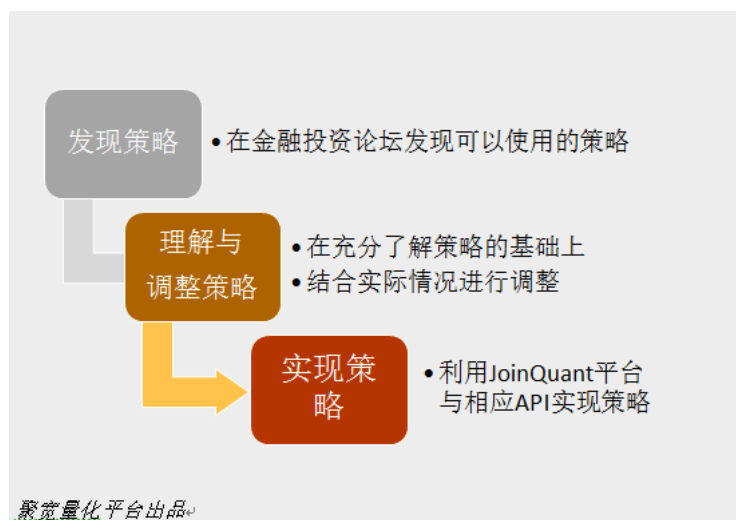 发现策略
•在金融投资论坛发现可以使用的策略
理解与
调整策略
•在充分了解策略的基础上
•结合实际情况进行调整
实现策
略
•利用JoinQuant平台
与相应API实现策略
聚宽量化平台出品